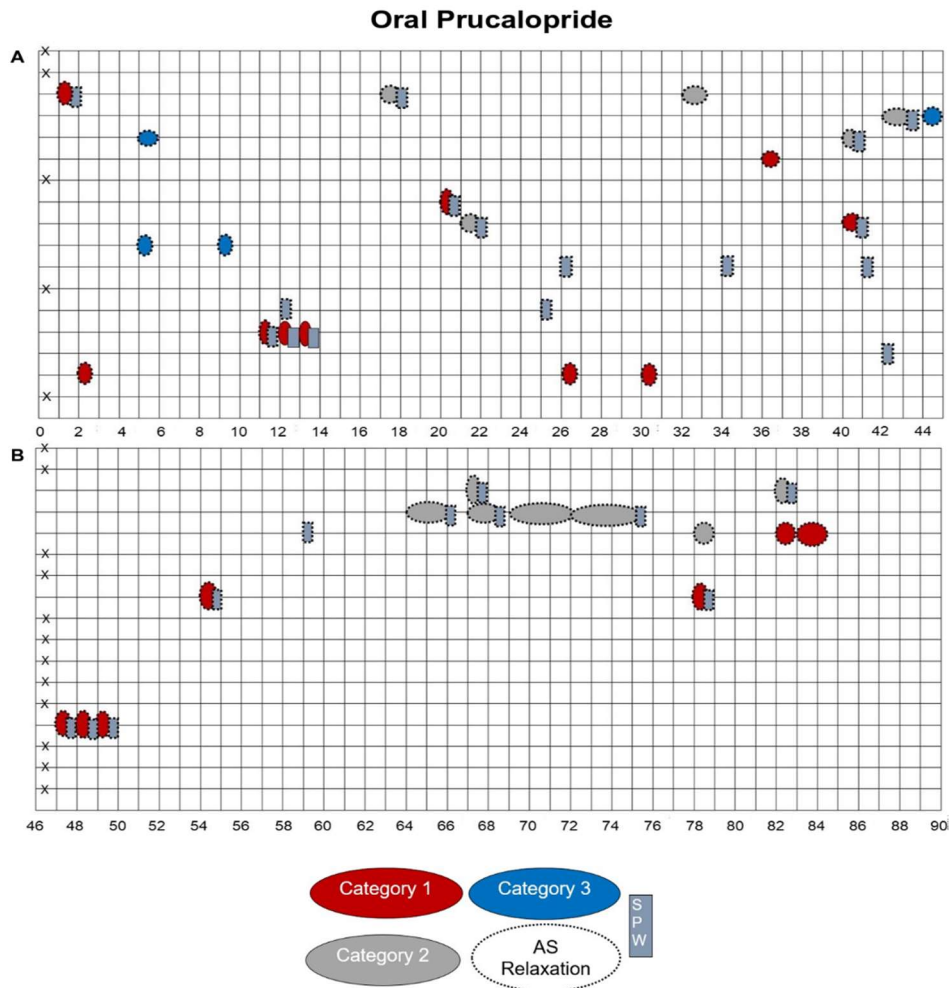 Oral Prucalopride
A
X
X
X
X
X
0 2 4 6 8 10 12 14 16 18 20 22 24 26 28 30 32 34 36 38 40 42 44
B
X
X
X
X
X
X
X
X
X
X
X
X
46 48 50 52 54 56 58 60 62 64 66 68 70 72 74 76 78 80 82 84 86 88 90
Category 1
Category 3
S
P
W
Category 2
AS
Relaxation